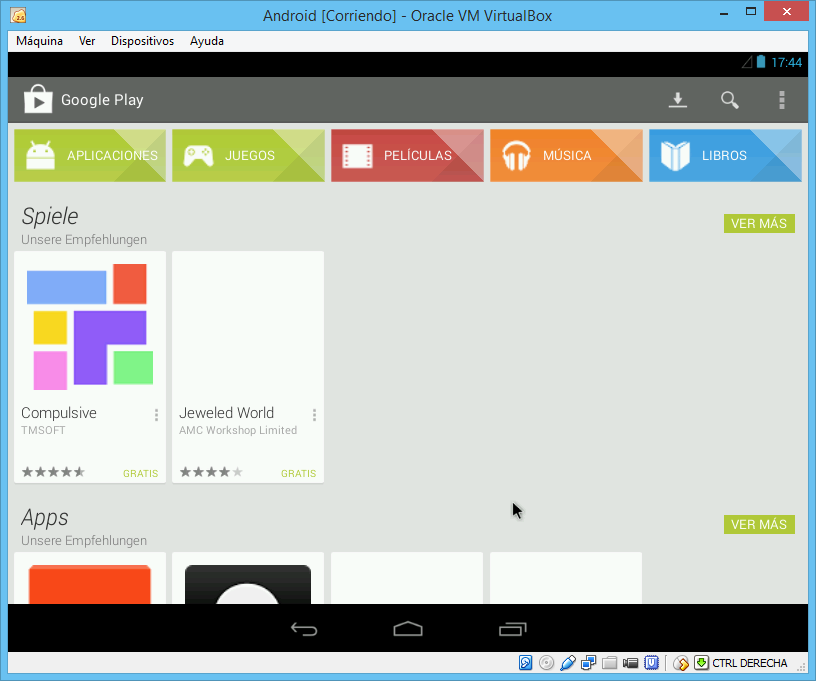 Android [Corriendo] - Oracle VM VirtualBox
Máquina Ver Dispositivos Ayuda
17:44
Google Play
APLICACIONES JUEGOS PELÍCULAS MÚSICA LIBROS
Spiele
VER MÁS
Unsere Empfehlungen
Compulsive
TMSOFT
GRATIS
Jeweled World
AMC Workshop Limited
GRATIS
Apps
VER MÁS
Unsere Empfehlungen
CTRL DERECHA